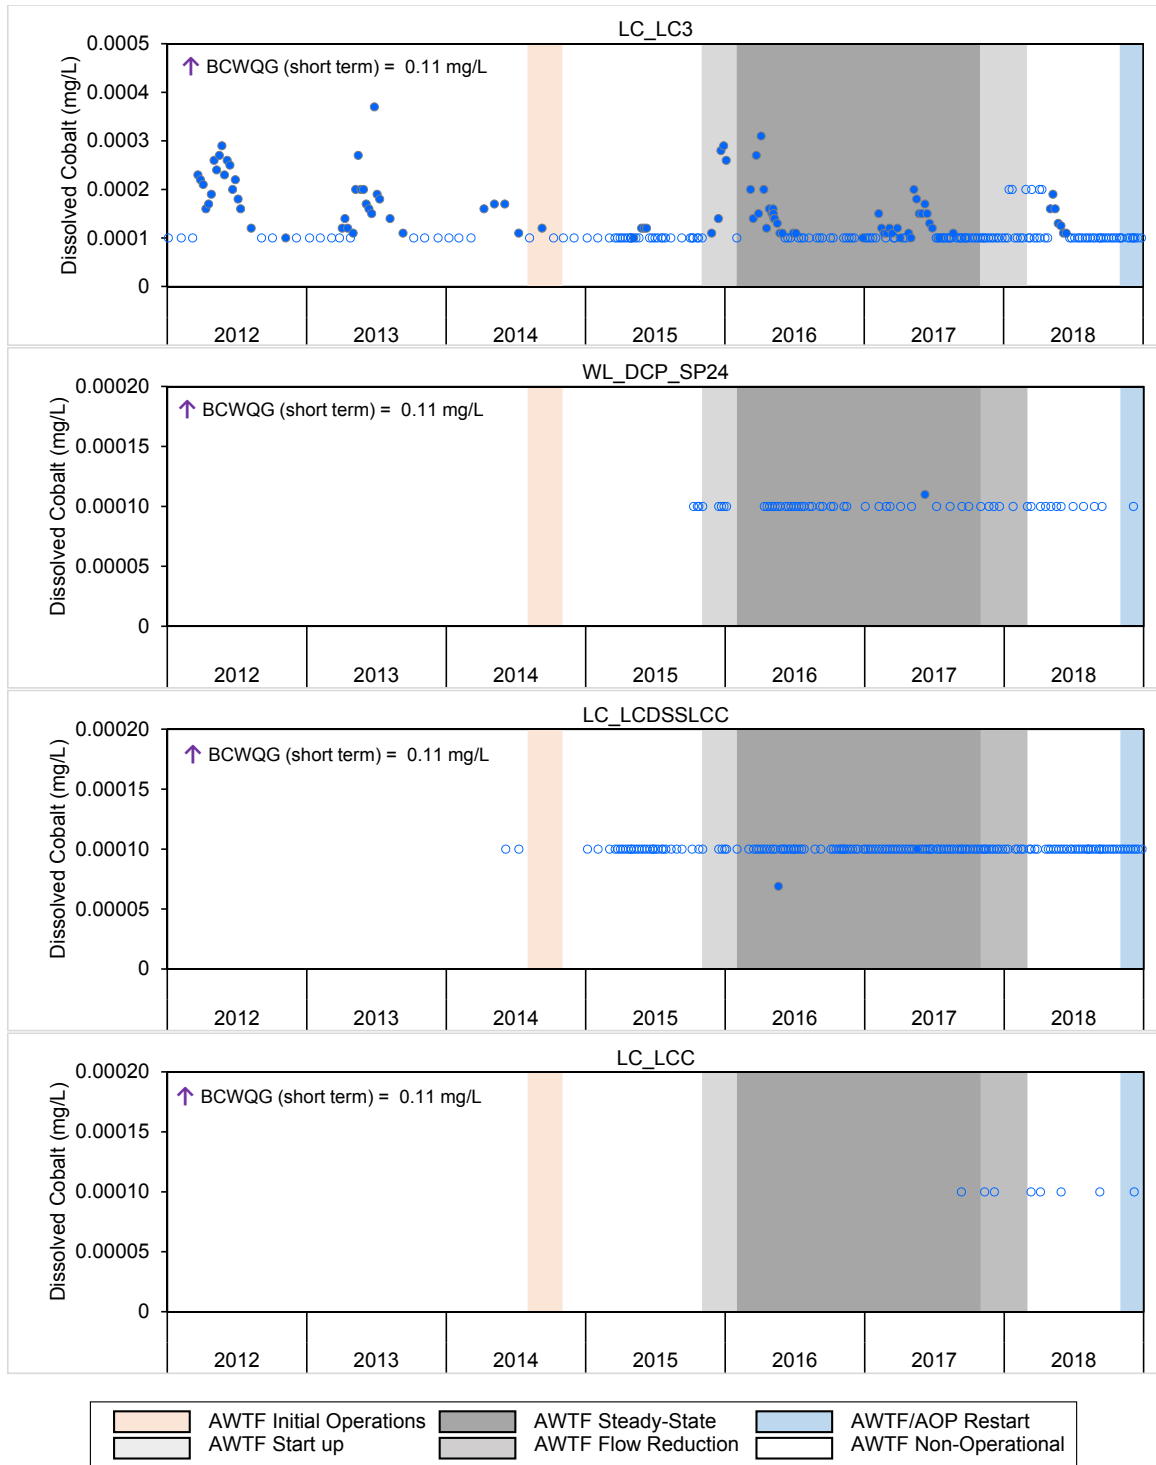 LC_LC3
0.0005
↑ BCWQG (short term) = 0.11 mg/L
0.0004
0.0003
0.0002
0.0001
0
Dissolved Cobalt (mg/L)
2012 2013 2014 2015 2016 2017 2018
WL_DCP_SP24
0.00020
↑ BCWQG (short term) = 0.11 mg/L
0.00015
0.00010
0.00005
0
Dissolved Cobalt (mg/L)
2012 2013 2014 2015 2016 2017 2018
LC_LCDSSLCC
0.00020
↑ BCWQG (short term) = 0.11 mg/L
0.00015
0.00010
0.00005
0
Dissolved Cobalt (mg/L)
2012 2013 2014 2015 2016 2017 2018
LC_LCC
0.00020
↑ BCWQG (short term) = 0.11 mg/L
0.00015
0.00010
0.00005
0
Dissolved Cobalt (mg/L)
2012 2013 2014 2015 2016 2017 2018
AWTF Initial Operations AWTF Steady-State AWTF/AOP Restart
AWTF Start up AWTF Flow Reduction AWTF Non-Operational